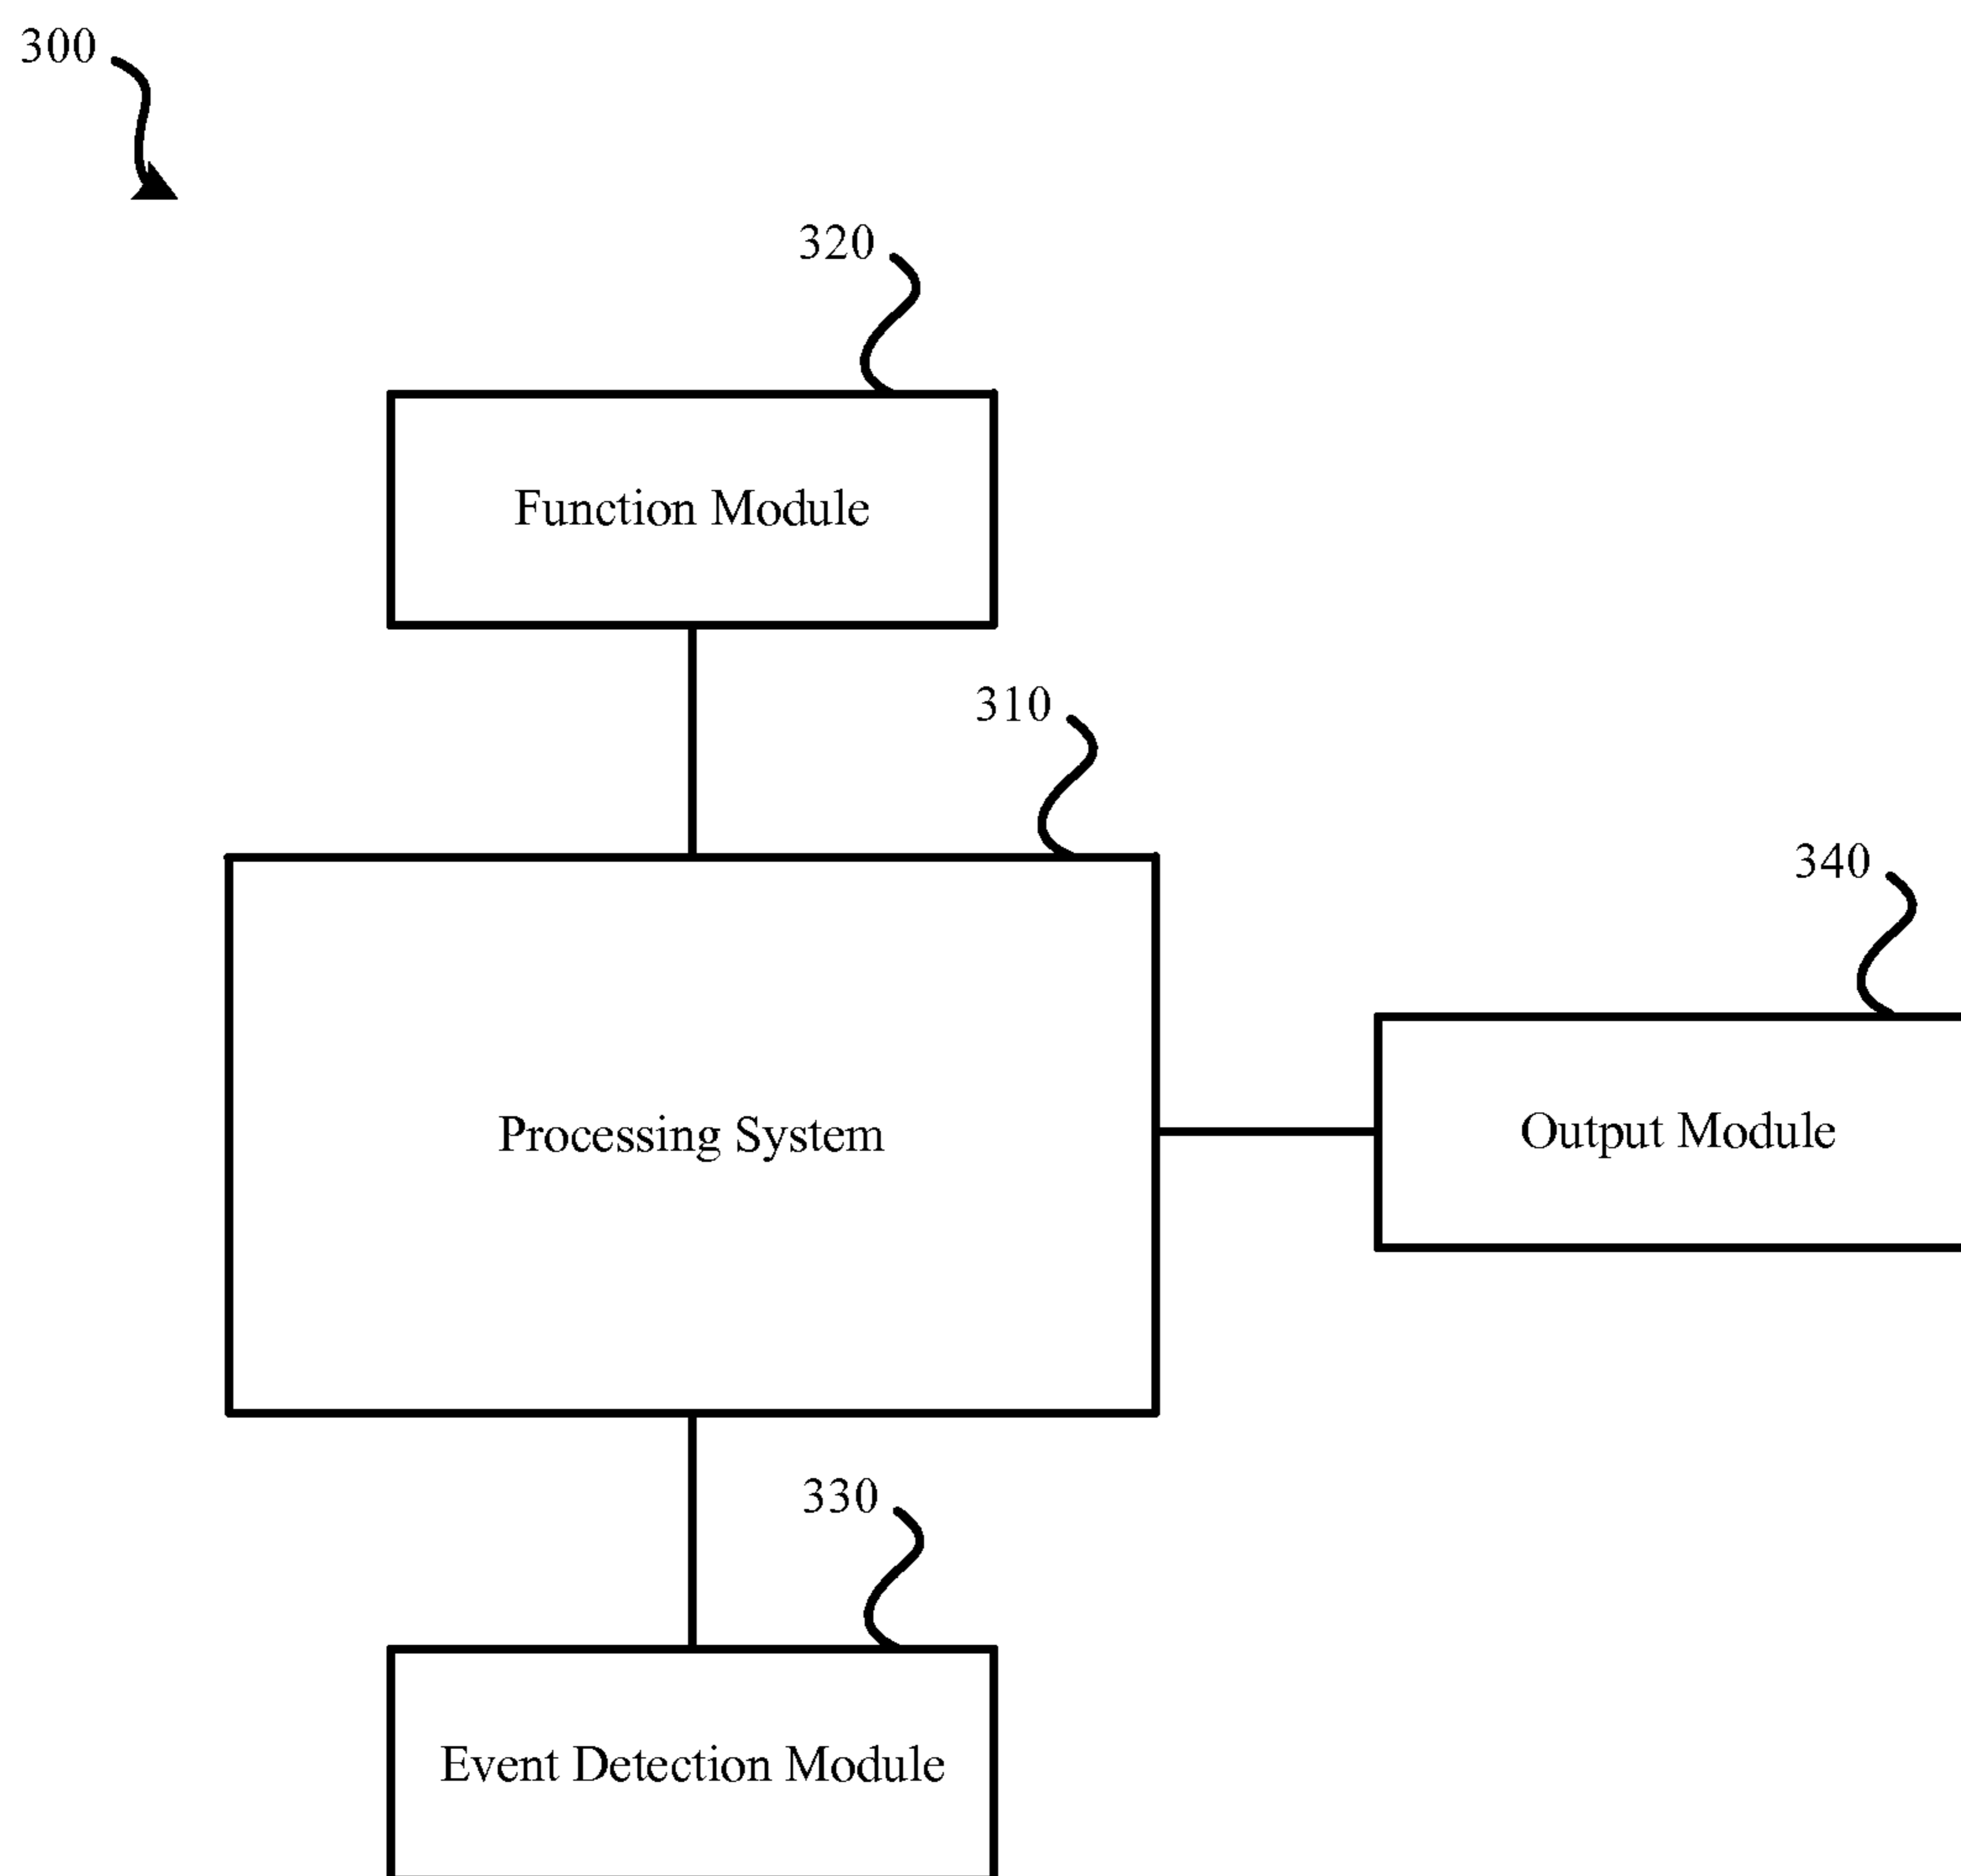 300
320
Function Module
310
340
Processing System
Output Module
330
Event Detection Module